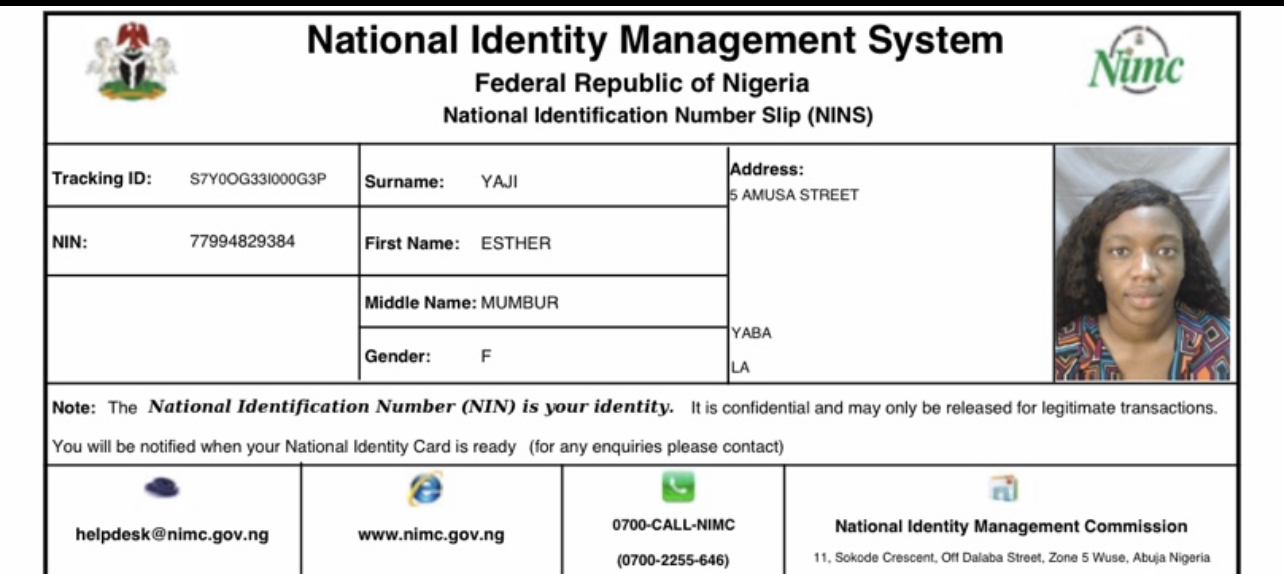 National Identity Management System
Federal Republic of Nigeria
National Identification Number Slip (NINS)
Nimc
Tracking ID: S7Y0OG33I000G3P
Surname: YAJI
Address:
5 AMUSA STREET
NIN: 77994829384
First Name: ESTHER
Middle Name: MUMBUR
YABA
Gender: F
LA
Note: The National Identification Number (NIN) is your identity. It is confidential and may only be released for legitimate transactions.
You will be notified when your National Identity Card is ready (for any enquiries please contact)
helpdesk@nimc.gov.ng
www.nimc.gov.ng
0700-CALL-NIMC
(0700-2255-646)
National Identity Management Commission
11, Sokode Crescent, Off Dalaba Street, Zone 5 Wuse, Abuja Nigeria